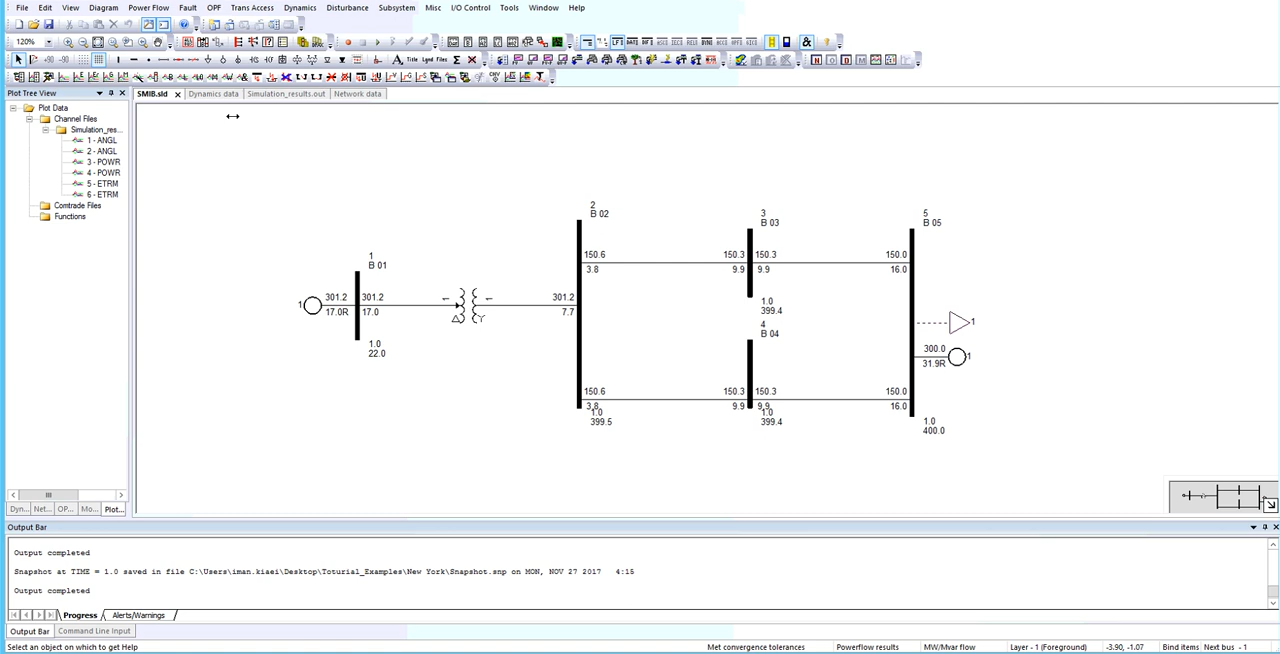 File Edit View Diagram Power Flow Fault OPF Trans Access Dynamics Disturbance Subsystem Misc I/O Control Tools Window Help
120%
Title
Plot Tree View
SMIB.sld Dynamics data Simulation_results.out Network data
Plot Data
Channel Files
Simulation_res...
1 - ANGL
2 - ANGL
3 - POWR
4 - POWR
5 - ETRM
6 - ETRM
Comtrade Files
Functions
1
B 01
1
301.2
17.0R
301.2
17.0
1.0
22.0
1
1
Y
301.2
7.7
2
B 02
150.6
3.8
150.6
3.8
1.0
399.5
3
B 03
150.3
9.9
150.3
9.9
1.0
399.4
4
B 04
150.3
9.9
150.3
9.9
1.0
399.4
5
B 05
150.0
16.0
150.0
16.0
1
300.0
31.9R
1
1.0
400.0
Dyn... Net... OP... Mo... Plot...
Output Bar
Output completed
Snapshot at TIME = 1.0 saved in file C:\Users\iman.kiaei\Desktop\Toturial_Examples\New York\Snapshot.snp on MON, NOV 27 2017 4:15
Output completed
Progress Alerts/Warnings
Output Bar Command Line Input
Select an object on which to get Help Met convergence tolerances Powerflow results MW/Mvar flow Layer - 1 (Foreground) -3.90, -1.07 Bind items Next bus - 1